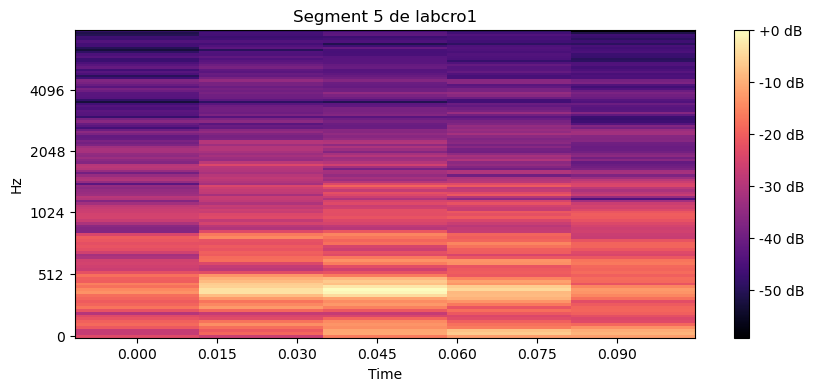 Segment 5 de labcro1
+0 dB
-10 dB
-20 dB
-30 dB
-40 dB
-50 dB
Hz
4096
2048
1024
512
0
0.000 0.015 0.030 0.045 0.060 0.075 0.090
Time